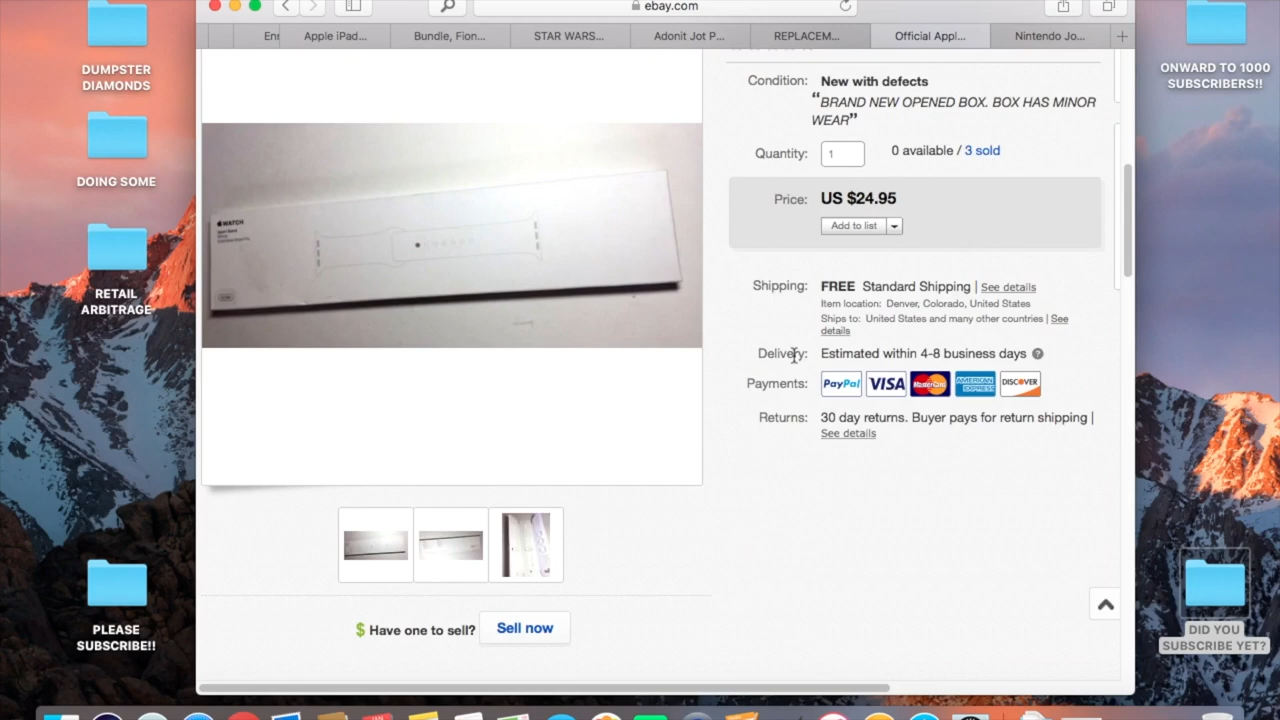 ebay.com
Apple iPad...
Bundle, Fion...
STAR WARS...
Adonit Jot P...
REPLACEM...
Official Appl...
Nintendo Jo...
DUMPSTER
DIAMONDS
DOING SOME
RETAIL
ARBITRAGE
PLEASE
SUBSCRIBE!!
ONWARD TO 1000
SUBSCRIBERS!!
DID YOU
SUBSCRIBE YET?
WATCH
Condition: New with defects
“BRAND NEW OPENED BOX. BOX HAS MINOR
WEAR”
Quantity: 1 0 available / 3 sold
Price: US $24.95
Add to list
Shipping: FREE Standard Shipping | See details
Item location: Denver, Colorado, United States
Ships to: United States and many other countries | See
details
Delivery: Estimated within 4-8 business days ?
Payments: PayPal VISA MasterCard AMERICAN EXPRESS DISCOVER
Returns: 30 day returns. Buyer pays for return shipping |
See details
$ Have one to sell? Sell now